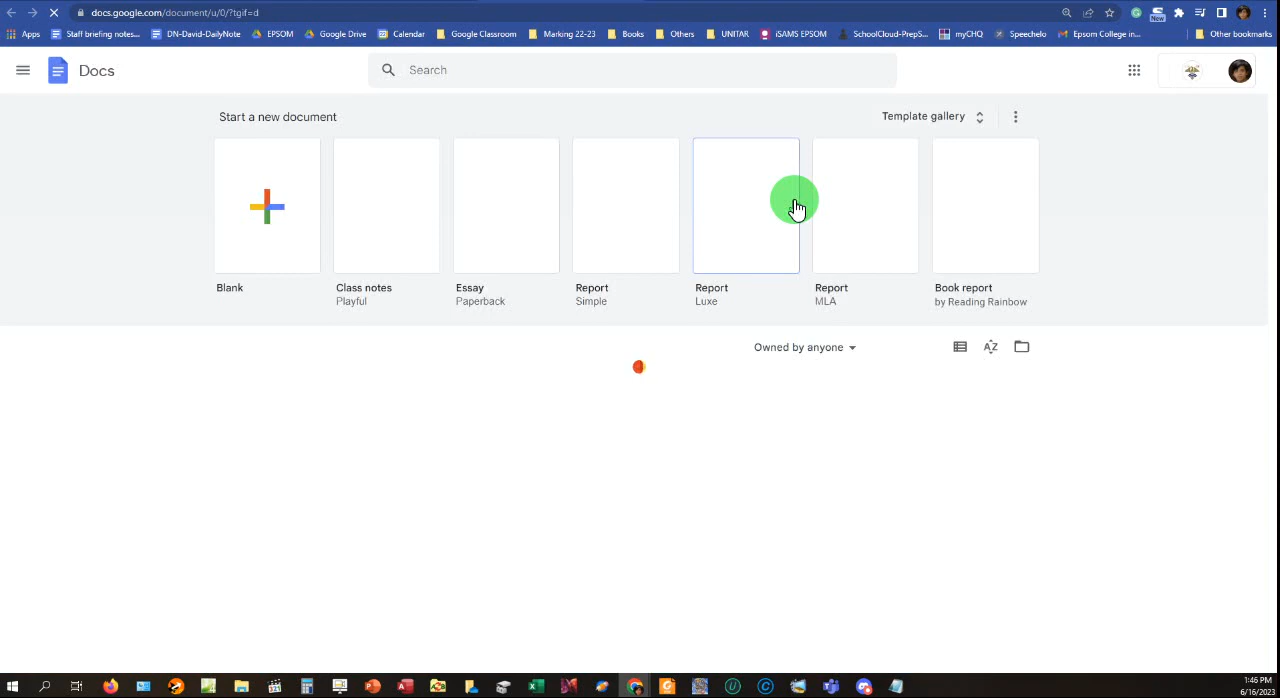 docs.google.com/document/u/0/?tgif=d
New
Apps Staff briefing notes... DN-David-DailyNote EPSOM Google Drive Calendar Google Classroom Marking 22-23 Books Others UNITAR iSAMS EPSOM SchoolCloud-PrepS... myCHQ Speechelo Epsom College in... Other bookmarks
Docs Search
Start a new document Template gallery
Blank Class notes Essay Report Report Report Book report
Playful Paperback Simple Luxe MLA by Reading Rainbow
Owned by anyone AZ
1:46 PM
6/16/2023